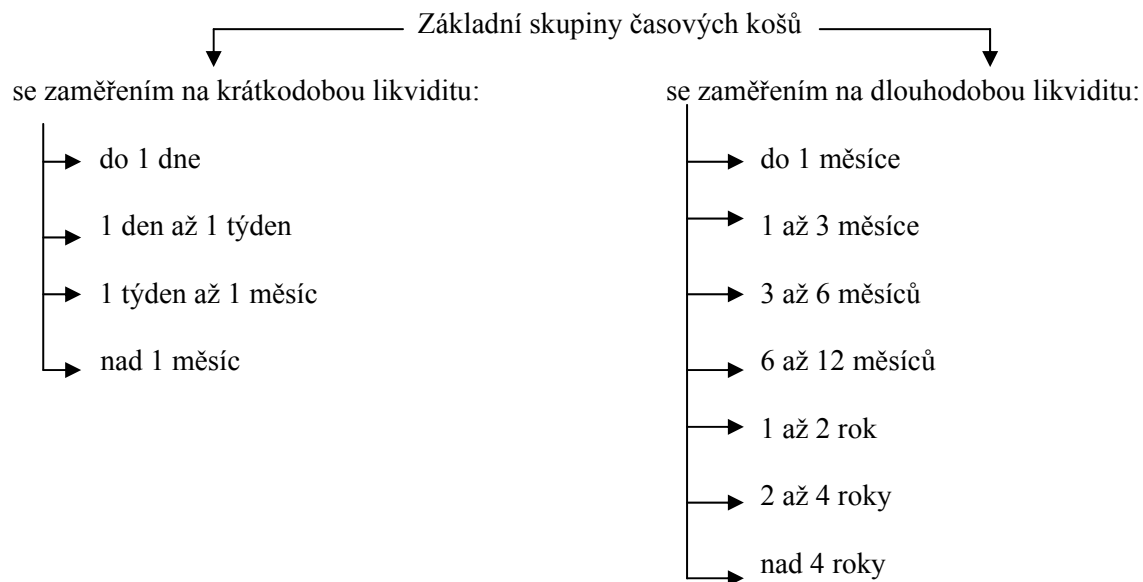 Základní skupiny časových košů
se zaměřením na krátkodobou likviditu:
do 1 dne
1 den až 1 týden
1 týden až 1 měsíc
nad 1 měsíc
se zaměřením na dlouhodobou likviditu:
do 1 měsíce
1 až 3 měsíce
3 až 6 měsíců
6 až 12 měsíců
1 až 2 rok
2 až 4 roky
nad 4 roky